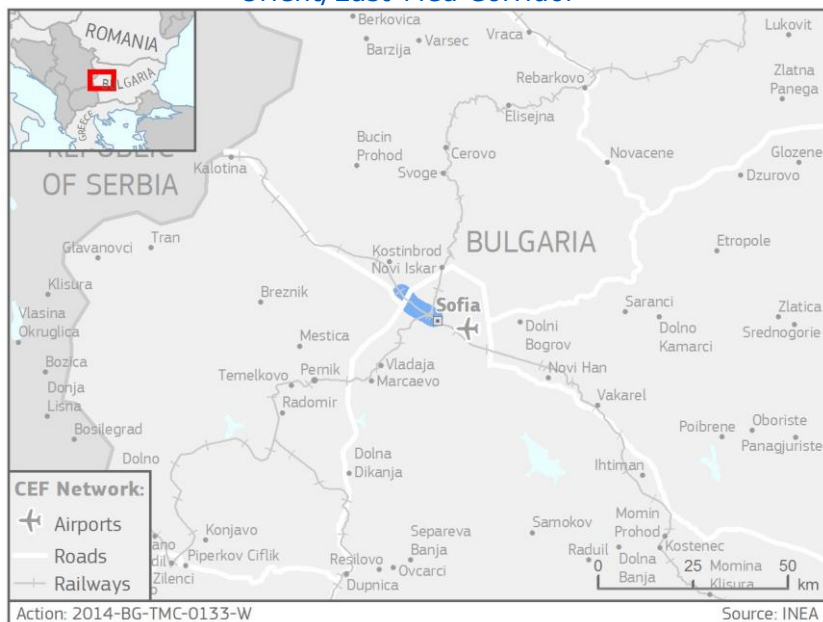 Orient/East-Med Corridor
ROMANIA
BULGARIA
GREECE
Berkovica
Barzija
Varsec
Vraca
Lukovit
Rebarkovo
Zlatna
Panega
Elisejna
REPUBLIC
OF SERBIA
Kalotina
Bucin
Prohod
Cerovo
Svoge
Novacene
Glozene
Dzurovo
Glavanovci
Tran
Kostinbrod
Novi Iskar
BULGARIA
Etropole
Klisura
Vlasina
Okruglica
Breznik
Sofia
Saranci
Dolno
Kamarci
Zlatica
Srednogorie
Mestica
Dolni
Bogrov
Bozica
Donja
Lisna
Temelkovo
Pernik
Vladaja
Marcaevo
Novi Han
Radomir
Vakarel
Bosilegrad
Poibrene
Oboriste
Panagjuriste
Dolno
Dolna
Dikanja
Ihtiman
CEF Network:
Airports
Roads
Railways
Konjavo
Piperkov Ciflik
Zilenci
Separeva
Banja
Resilovo
Ovcarci
Dupnica
Samokov
Raduil
Momin
Prohod
Kostenec
Dolna
Banja
Momina
Klisura
0 25 50
km
Action: 2014-BG-TMC-0133-W
Source: INEA